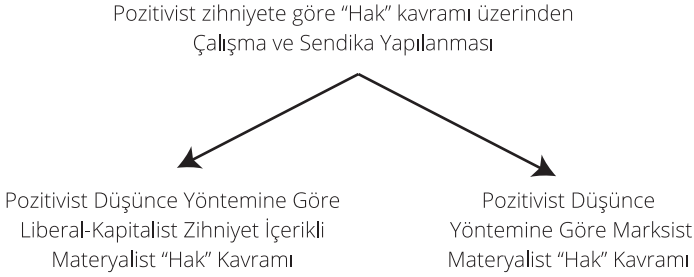 Pozitivist zihniyete göre “Hak” kavramı üzerinden
Çalışma ve Sendika Yapılanması
Pozitivist Düşünce Yöntemine Göre
Liberal-Kapitalist Zihniyet İçerikli
Materyalist “Hak” Kavramı
Pozitivist Düşünce
Yöntemine Göre Marksist
Materyalist “Hak” Kavramı